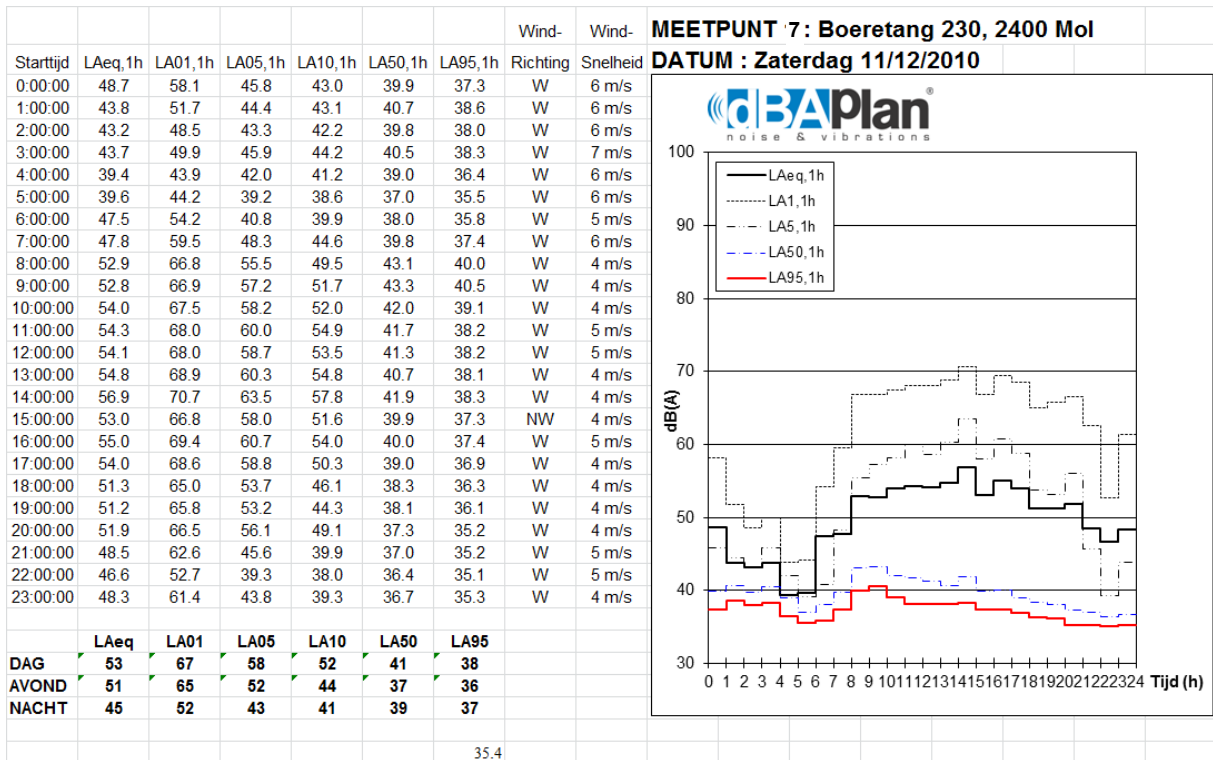 Wind- Wind- MEETPUNT 7: Boeretang 230, 2400 Mol
Starttijd LAeq,1h LA01,1h LA05,1h LA10,1h LA50,1h LA95,1h Richting Snelheid DATUM : Zaterdag 11/12/2010
0:00:00 48.7 58.1 45.8 43.0 39.9 37.3 W 6 m/s
1:00:00 43.8 51.7 44.4 43.1 40.7 38.6 W 6 m/s
2:00:00 43.2 48.5 43.3 42.2 39.8 38.0 W 6 m/s
3:00:00 43.7 49.9 45.9 44.2 40.5 38.3 W 7 m/s
4:00:00 39.4 43.9 42.0 41.2 39.0 36.4 W 6 m/s
5:00:00 39.6 44.2 39.2 38.6 37.0 35.5 W 6 m/s
6:00:00 47.5 54.2 40.8 39.9 38.0 35.8 W 5 m/s
7:00:00 47.8 59.5 48.3 44.6 39.8 37.4 W 6 m/s
8:00:00 52.9 66.8 55.5 49.5 43.1 40.0 W 4 m/s
9:00:00 52.8 66.9 57.2 51.7 43.3 40.5 W 4 m/s
10:00:00 54.0 67.5 58.2 52.0 42.0 39.1 W 4 m/s
11:00:00 54.3 68.0 60.0 54.9 41.7 38.2 W 5 m/s
12:00:00 54.1 68.0 58.7 53.5 41.3 38.2 W 5 m/s
13:00:00 54.8 68.9 60.3 54.8 40.7 38.1 W 4 m/s
14:00:00 56.9 70.7 63.5 57.8 41.9 38.3 W 4 m/s
15:00:00 53.0 66.8 58.0 51.6 39.9 37.3 NW 4 m/s
16:00:00 55.0 69.4 60.7 54.0 40.0 37.4 W 5 m/s
17:00:00 54.0 68.6 58.8 50.3 39.0 36.9 W 4 m/s
18:00:00 51.3 65.0 53.7 46.1 38.3 36.3 W 4 m/s
19:00:00 51.2 65.8 53.2 44.3 38.1 36.1 W 4 m/s
20:00:00 51.9 66.5 56.1 49.1 37.3 35.2 W 4 m/s
21:00:00 48.5 62.6 45.6 39.9 37.0 35.2 W 5 m/s
22:00:00 46.6 52.7 39.3 38.0 36.4 35.1 W 5 m/s
23:00:00 48.3 61.4 43.8 39.3 36.7 35.3 W 4 m/s
LAeq LA01 LA05 LA10 LA50 LA95
DAG 53 67 58 52 41 38
AVOND 51 65 52 44 37 36
NACHT 45 52 43 41 39 37
35.4
dBAPlan®
noise & vibrations
100
90
80
70
60
50
40
30
dB(A)
LAeq,1h
LA1,1h
LA5,1h
LA50,1h
LA95,1h
0 1 2 3 4 5 6 7 8 9 101112131415161718192021222324 Tijd (h)